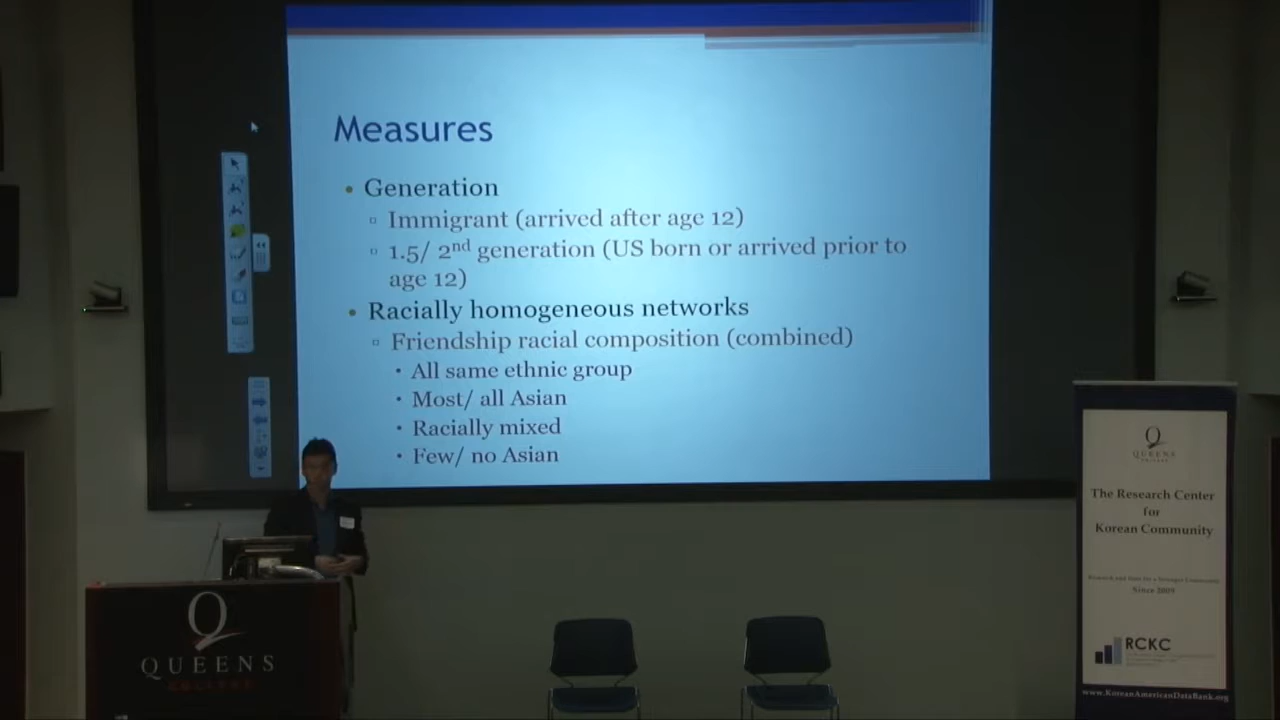 Measures
• Generation
▫ Immigrant (arrived after age 12)
▫ 1.5/ 2nd generation (US born or arrived prior to
age 12)
• Racially homogeneous networks
▫ Friendship racial composition (combined)
• All same ethnic group
• Most/ all Asian
• Racially mixed
• Few/ no Asian
QUEENS
COLLEGE
QUEENS
The Research Center
for
Korean Community
Since 2009
RCKC
www.KoreanAmericanDataBank.org